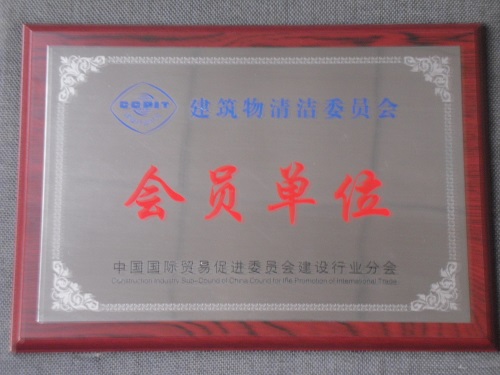 CCPIT
建筑物清洁委员会
会员单位
中国国际贸易促进委员会建设行业分会
Construction Industry Sub-Council of China Council for the Promotion of International Trade